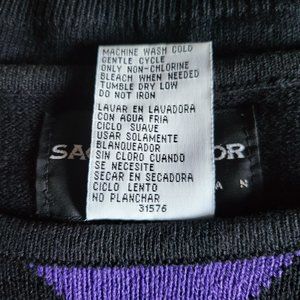 MACHINE WASH COLD
GENTLE CYCLE
ONLY NON-CHLORINE
BLEACH WHEN NEEDED
TUMBLE DRY LOW
DO NOT IRON
LAVAR EN LAVADORA
CON AGUA FRIA
CICLO SUAVE
USAR SOLAMENTE
BLANQUEADOR
SIN CLORO CUANDO
SE NECESITE
SECAR EN SECADORA
CICLO LENTO
NO PLANCHAR
31576